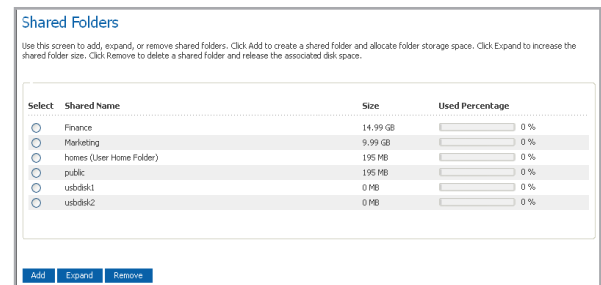 Shared Folders
Use this screen to add, expand, or remove shared folders. Click Add to create a shared folder and allocate folder storage space. Click Expand to increase the
shared folder size. Click Remove to delete a shared folder and release the associated disk space.
Select Shared Name Size Used Percentage
Finance 14.99 GB 0 %
Marketing 9.99 GB 0 %
homes (User Home Folder) 195 MB 0 %
public 195 MB 0 %
usbdisk1 0 MB 0 %
usbdisk2 0 MB 0 %
Add Expand Remove